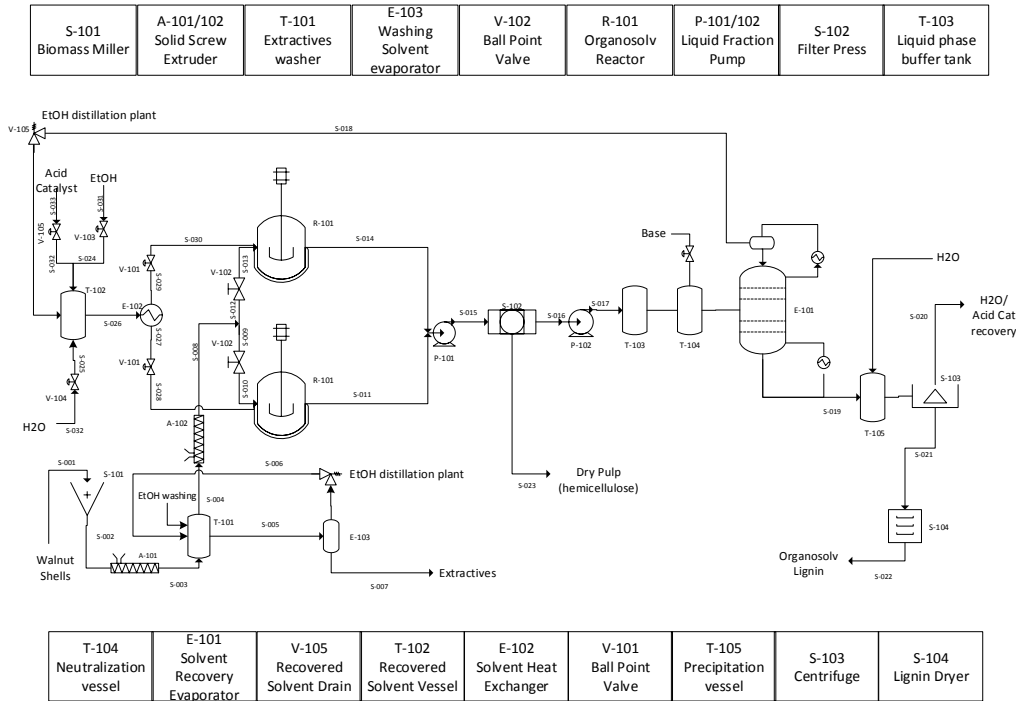 S-101
Biomass Miller
A-101/102
Solid Screw
Extruder
T-101
Extractives
washer
E-103
Washing
Solvent
evaporator
V-102
Ball Point
Valve
R-101
Organosolv
Reactor
P-101/102
Liquid Fraction
Pump
S-102
Filter Press
T-103
Liquid phase
buffer tank
EtOH distillation plant
V-105
S-018
Acid
Catalyst
EtOH
S-033
S-031
V-105
V-103
S-032
S-024
T-102
S-026
S-025
V-104
H2O
S-032
S-030
V-101
S-029
E-102
S-027
V-101
S-028
R-101
S-014
S-013
V-102
S-012
S-009
V-102
S-010
S-008
R-101
S-011
A-102
P-101
S-015
S-102
S-016
S-017
P-102
T-103
Base
T-104
E-101
H2O
S-020
H2O/
Acid Cat
recovery
S-103
S-019
T-105
S-021
S-104
Organosolv
Lignin
S-022
Dry Pulp
(hemicellulose)
S-023
S-001
S-101
S-002
Walnut
Shells
A-101
S-003
EtOH washing
S-004
T-101
S-006
EtOH distillation plant
S-005
E-103
Extractives
S-007
T-104
Neutralization
vessel
E-101
Solvent
Recovery
Evaporator
V-105
Recovered
Solvent Drain
T-102
Recovered
Solvent Vessel
E-102
Solvent Heat
Exchanger
V-101
Ball Point
Valve
T-105
Precipitation
vessel
S-103
Centrifuge
S-104
Lignin Dryer